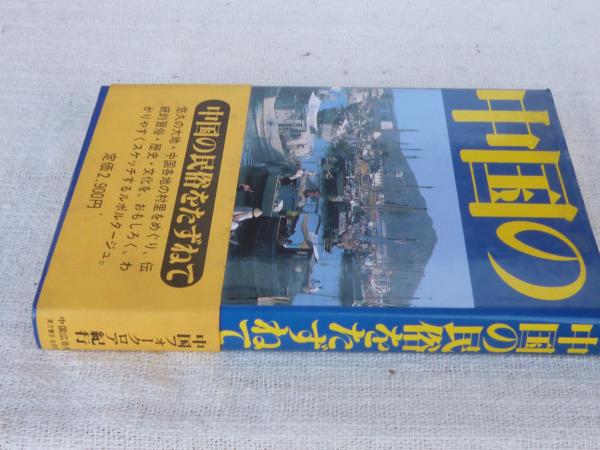 中国の
中国の民俗をたずねて
悠久の大地・中国各地の村里をめぐり、伝
統的習俗・歴史・文化を、おもしろく、わ
かりやすくスケッチするルポルタージュ。
定価2,900円
中国の民俗をたずねて
中国フォークロア紀行